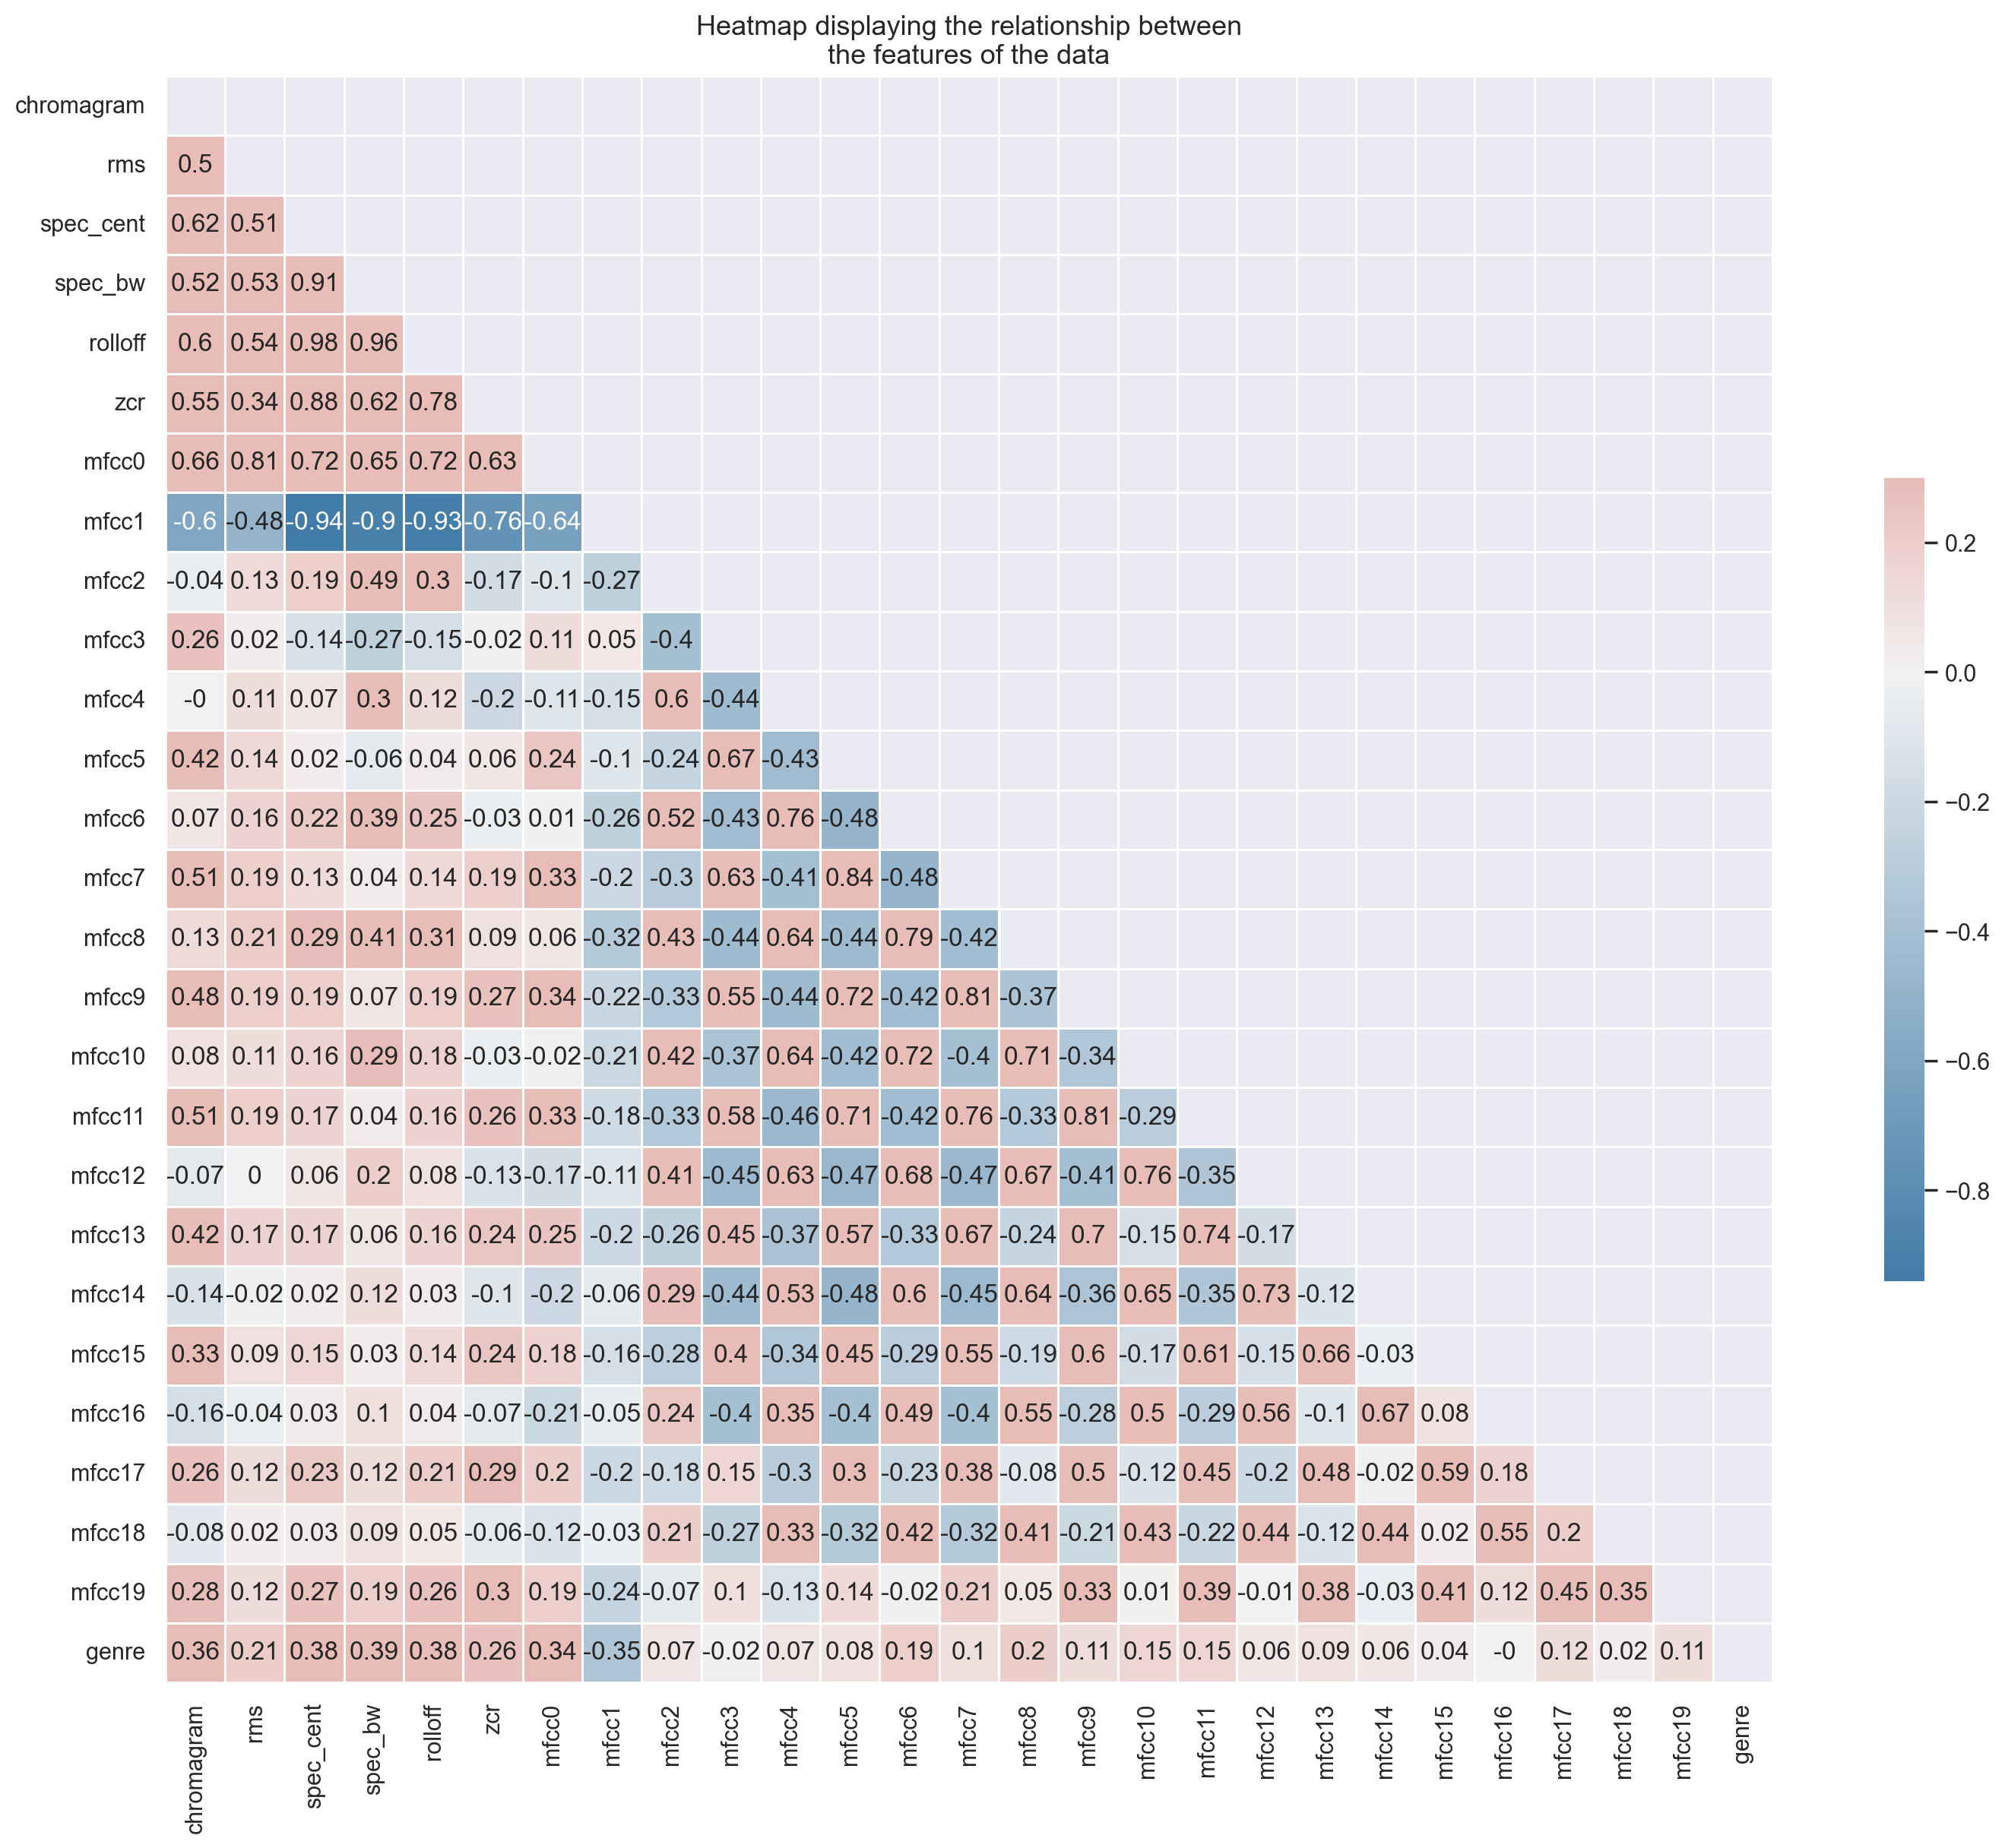 Heatmap displaying the relationship between
the features of the data
chromagram
rms 0.5
spec_cent 0.62 0.51
spec_bw 0.52 0.53 0.91
rolloff 0.6 0.54 0.98 0.96
zcr 0.55 0.34 0.88 0.62 0.78
mfcc0 0.66 0.81 0.72 0.65 0.72 0.63
mfcc1 -0.6 -0.48 -0.94 -0.9 -0.93 -0.76 -0.64
mfcc2 -0.04 0.13 0.19 0.49 0.3 -0.17 -0.1 -0.27
mfcc3 0.26 0.02 -0.14 -0.27 -0.15 -0.02 0.11 0.05 -0.4
mfcc4 -0 0.11 0.07 0.3 0.12 -0.2 -0.11 -0.15 0.6 -0.44
mfcc5 0.42 0.14 0.02 -0.06 0.04 0.06 0.24 -0.1 -0.24 0.67 -0.43
mfcc6 0.07 0.16 0.22 0.39 0.25 -0.03 0.01 -0.26 0.52 -0.43 0.76 -0.48
mfcc7 0.51 0.19 0.13 0.04 0.14 0.19 0.33 -0.2 -0.3 0.63 -0.41 0.84 -0.48
mfcc8 0.13 0.21 0.29 0.41 0.31 0.09 0.06 -0.32 0.43 -0.44 0.64 -0.44 0.79 -0.42
mfcc9 0.48 0.19 0.19 0.07 0.19 0.27 0.34 -0.22 -0.33 0.55 -0.44 0.72 -0.42 0.81 -0.37
mfcc10 0.08 0.11 0.16 0.29 0.18 -0.03 -0.02 -0.21 0.42 -0.37 0.64 -0.42 0.72 -0.4 0.71 -0.34
mfcc11 0.51 0.19 0.17 0.04 0.16 0.26 0.33 -0.18 -0.33 0.58 -0.46 0.71 -0.42 0.76 -0.33 0.81 -0.29
mfcc12 -0.07 0 0.06 0.2 0.08 -0.13 -0.17 -0.11 0.41 -0.45 0.63 -0.47 0.68 -0.47 0.67 -0.41 0.76 -0.35
mfcc13 0.42 0.17 0.17 0.06 0.16 0.24 0.25 -0.2 -0.26 0.45 -0.37 0.57 -0.33 0.67 -0.24 0.7 -0.15 0.74 -0.17
mfcc14 -0.14 -0.02 0.02 0.12 0.03 -0.1 -0.2 -0.06 0.29 -0.44 0.53 -0.48 0.6 -0.45 0.64 -0.36 0.65 -0.35 0.73 -0.12
mfcc15 0.33 0.09 0.15 0.03 0.14 0.24 0.18 -0.16 -0.28 0.4 -0.34 0.45 -0.29 0.55 -0.19 0.6 -0.17 0.61 -0.15 0.66 -0.03
mfcc16 -0.16 -0.04 0.03 0.1 0.04 -0.07 -0.21 -0.05 0.24 -0.4 0.35 -0.4 0.49 -0.4 0.55 -0.28 0.5 -0.29 0.56 -0.1 0.67 0.08
mfcc17 0.26 0.12 0.23 0.12 0.21 0.29 0.2 -0.2 -0.18 0.15 -0.3 0.3 -0.23 0.38 -0.08 0.5 -0.12 0.45 -0.2 0.48 -0.02 0.59 0.18
mfcc18 -0.08 0.02 0.03 0.09 0.05 -0.06 -0.12 -0.03 0.21 -0.27 0.33 -0.32 0.42 -0.32 0.41 -0.21 0.43 -0.22 0.44 -0.12 0.44 0.02 0.55 0.2
mfcc19 0.28 0.12 0.27 0.19 0.26 0.3 0.19 -0.24 -0.07 0.1 -0.13 0.14 -0.02 0.21 0.05 0.33 0.01 0.39 -0.01 0.38 -0.03 0.41 0.12 0.45 0.35
genre 0.36 0.21 0.38 0.39 0.38 0.26 0.34 -0.35 0.07 -0.02 0.07 0.08 0.19 0.1 0.2 0.11 0.15 0.15 0.06 0.09 0.06 0.04 -0 0.12 0.02 0.11
chromagram rms spec_cent spec_bw rolloff zcr mfcc0 mfcc1 mfcc2 mfcc3 mfcc4 mfcc5 mfcc6 mfcc7 mfcc8 mfcc9 mfcc10 mfcc11 mfcc12 mfcc13 mfcc14 mfcc15 mfcc16 mfcc17 mfcc18 mfcc19 genre
0.2
0.0
−0.2
−0.4
−0.6
−0.8